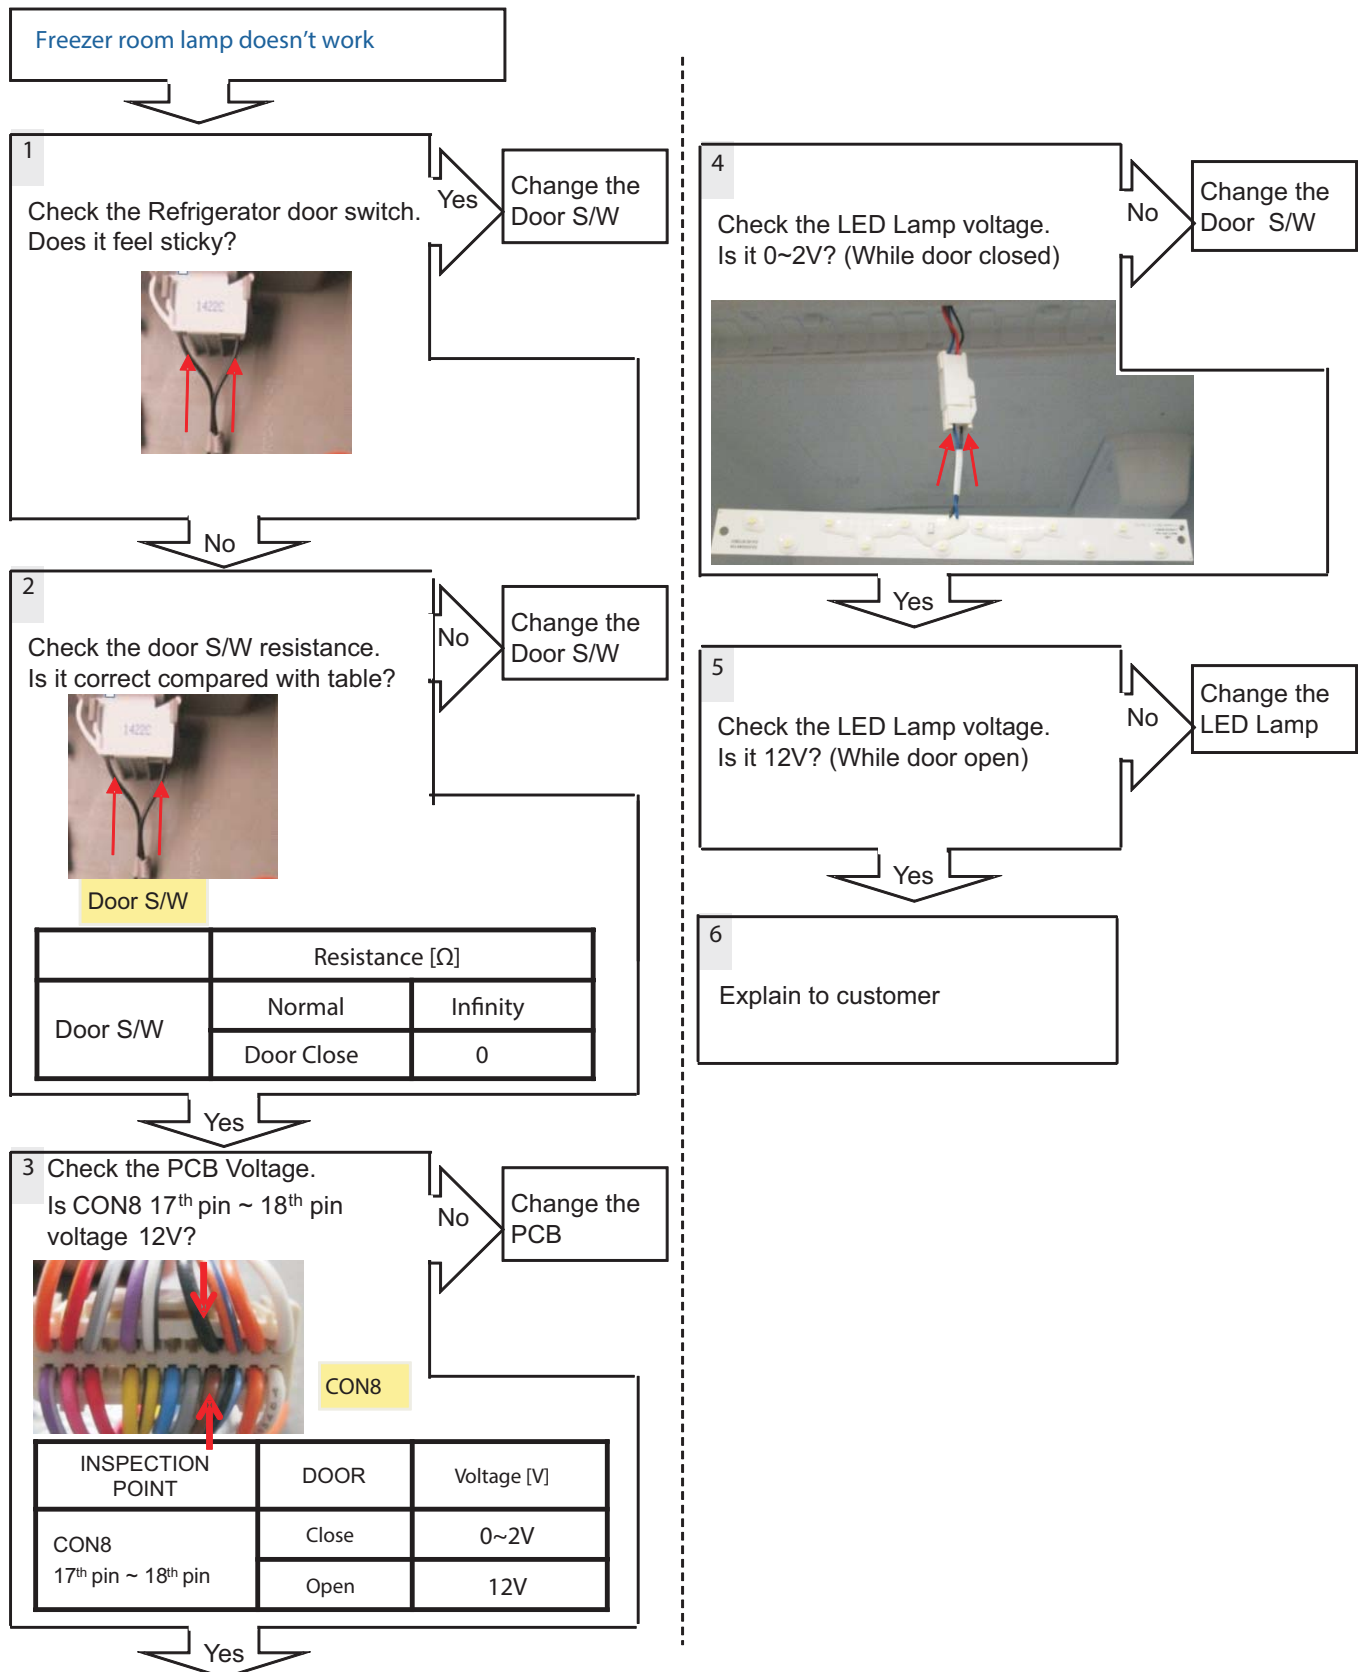 Freezer room lamp doesn't work
1
Check the Refrigerator door switch.
Does it feel sticky?
Yes
Change the
Door S/W
1422C
No
2
Check the door S/W resistance.
Is it correct compared with table?
No
Change the
Door S/W
1422C
Door S/W
Resistance [Ω]
Door S/W
Normal
Infinity
Door Close
0
Yes
3
Check the PCB Voltage.
Is CON8 17th pin ~ 18th pin
voltage 12V?
No
Change the
PCB
CON8
INSPECTION
POINT
DOOR
Voltage [V]
CON8
17th pin ~ 18th pin
Close
0~2V
Open
12V
Yes
4
Check the LED Lamp voltage.
Is it 0~2V? (While door closed)
No
Change the
Door S/W
Yes
5
Check the LED Lamp voltage.
Is it 12V? (While door open)
No
Change the
LED Lamp
Yes
6
Explain to customer